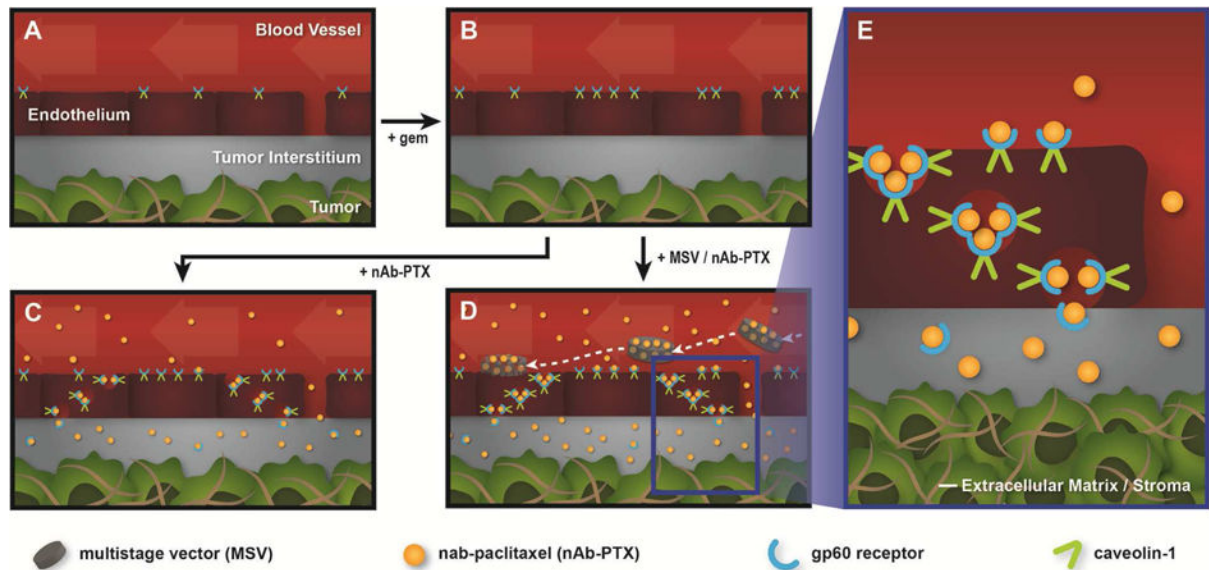 A
Blood Vessel
Endothelium
Tumor Interstitium
Tumor
+ gem
B
+ nAb-PTX
+ MSV / nAb-PTX
C
D
E
Extracellular Matrix / Stroma
multistage vector (MSV)
nab-paclitaxel (nAb-PTX)
gp60 receptor
caveolin-1